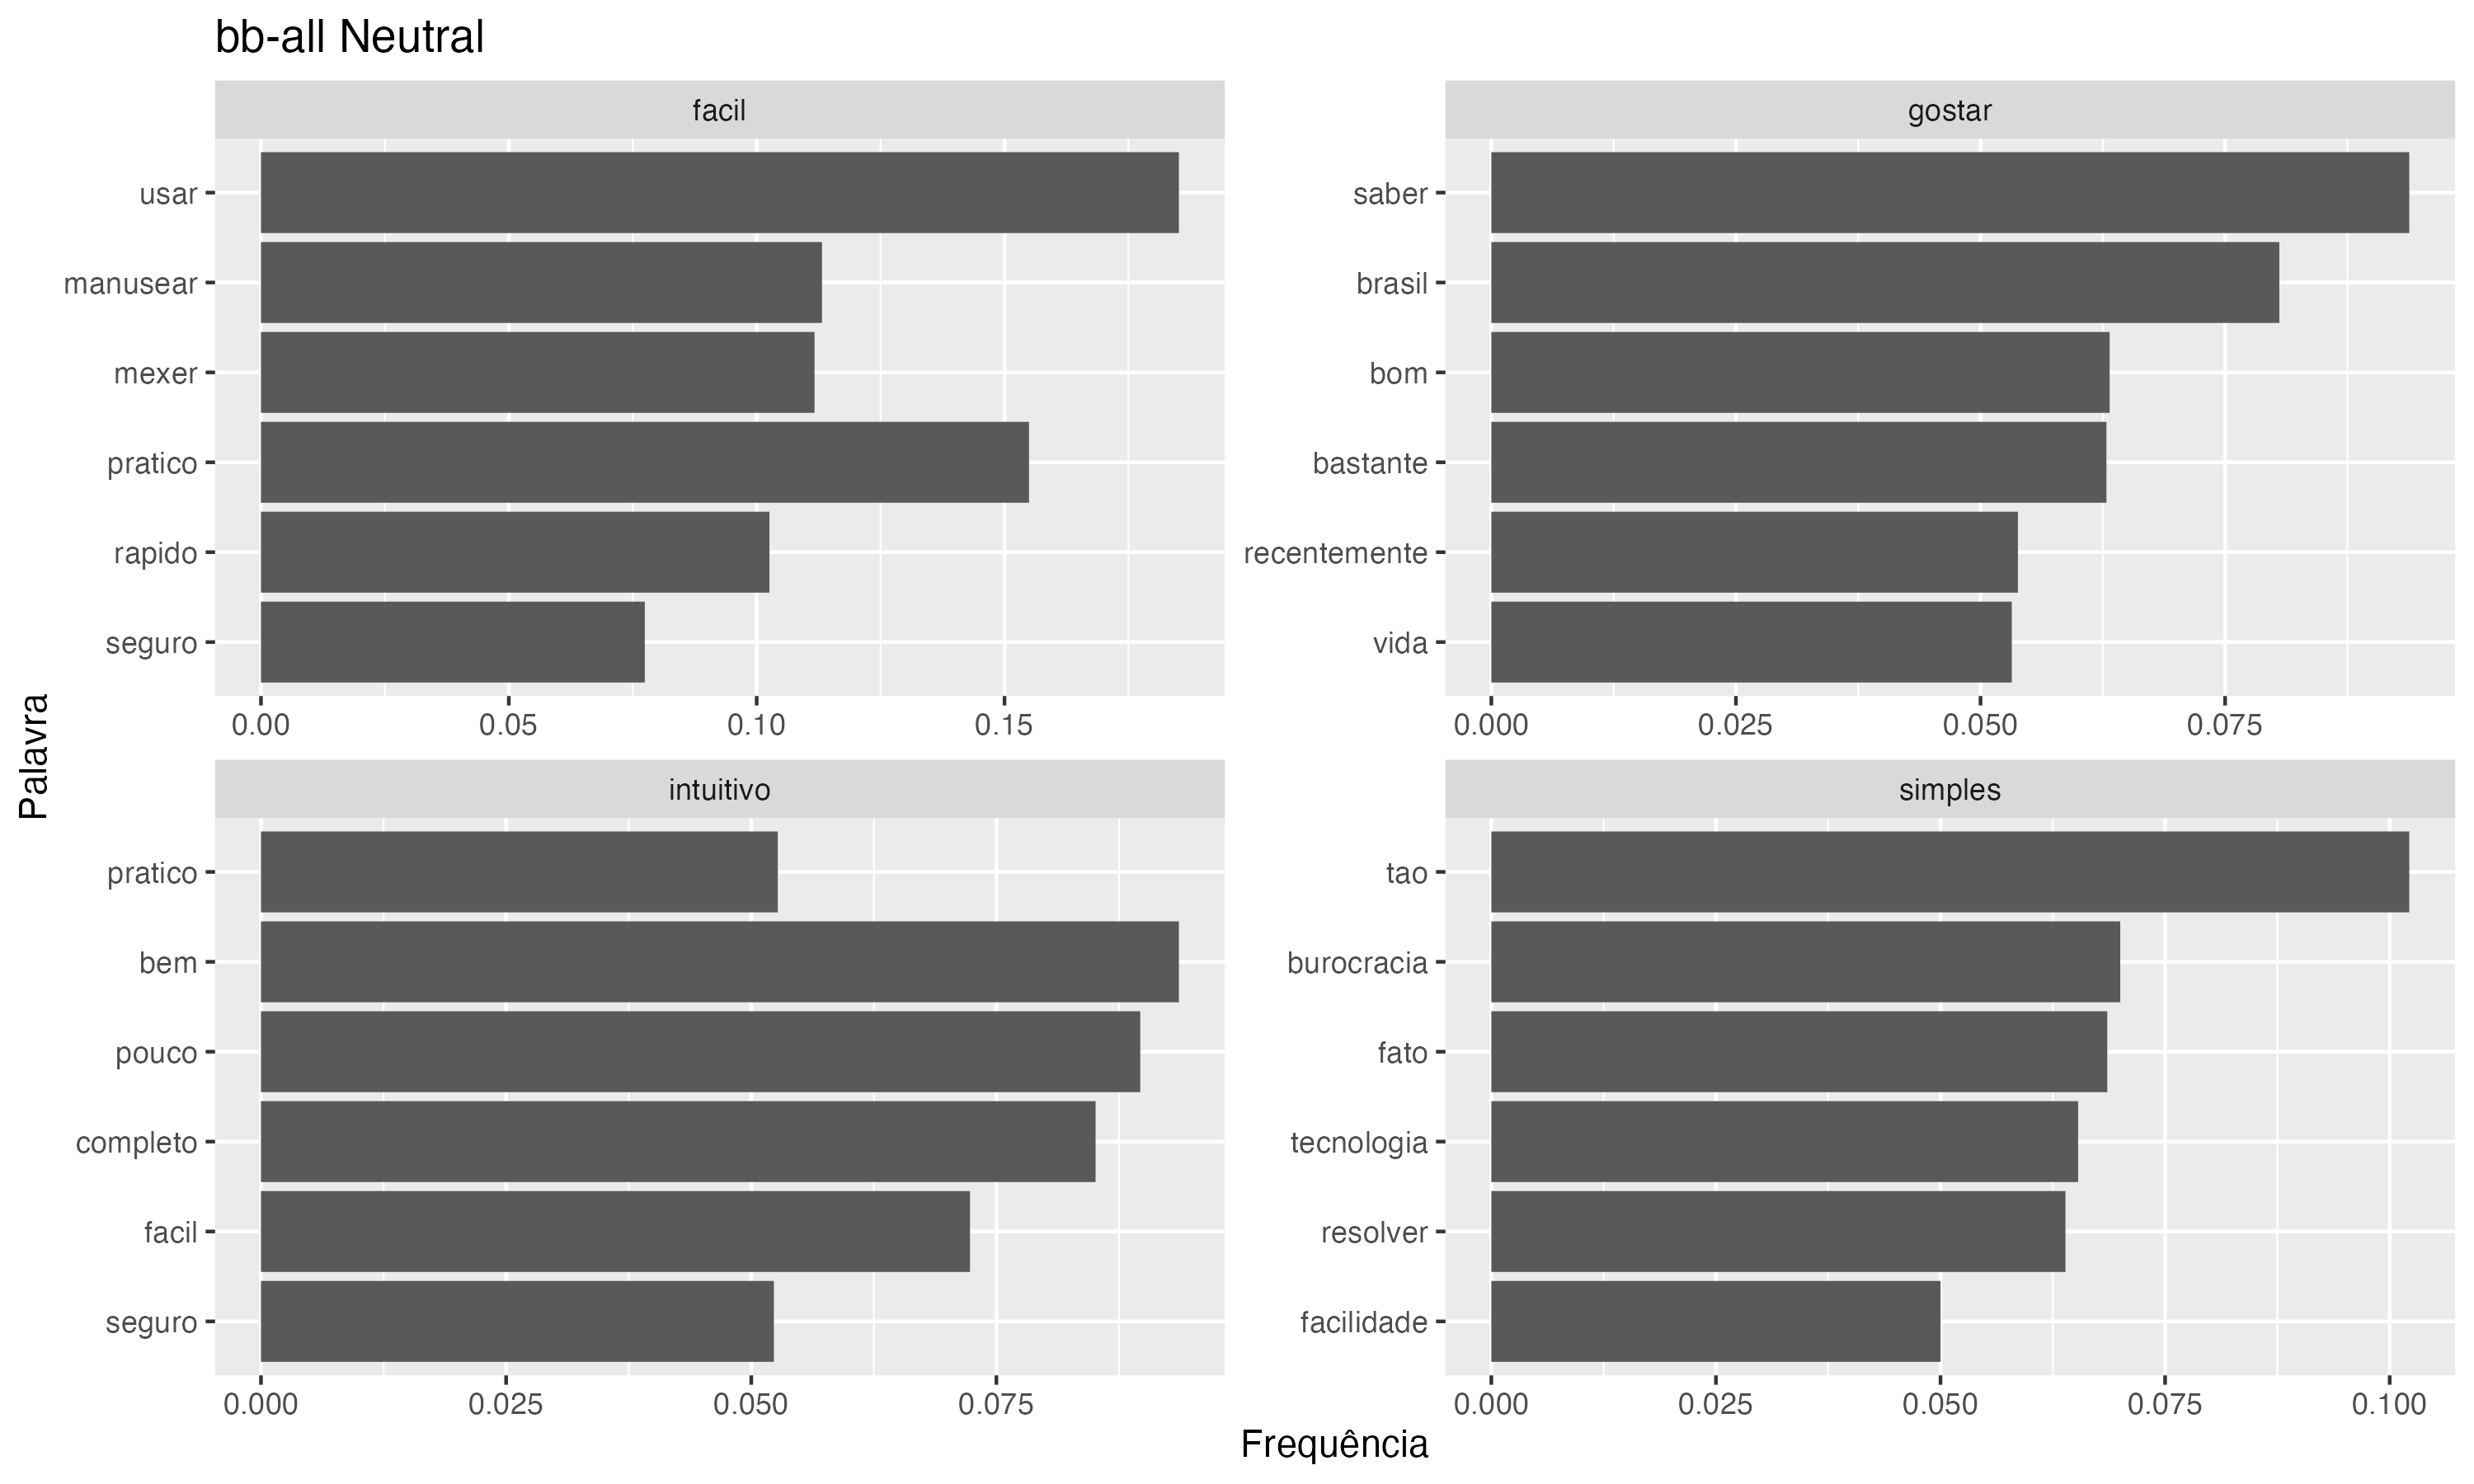 bb-all Neutral
facil
usar
manusear
mexer
pratico
rapido
seguro
0.00 0.05 0.10 0.15
gostar
saber
brasil
bom
bastante
recentemente
vida
0.000 0.025 0.050 0.075
intuitivo
pratico
bem
pouco
completo
facil
seguro
0.000 0.025 0.050 0.075
simples
tao
burocracia
fato
tecnologia
resolver
facilidade
0.000 0.025 0.050 0.075 0.100
Palavra
Frequência